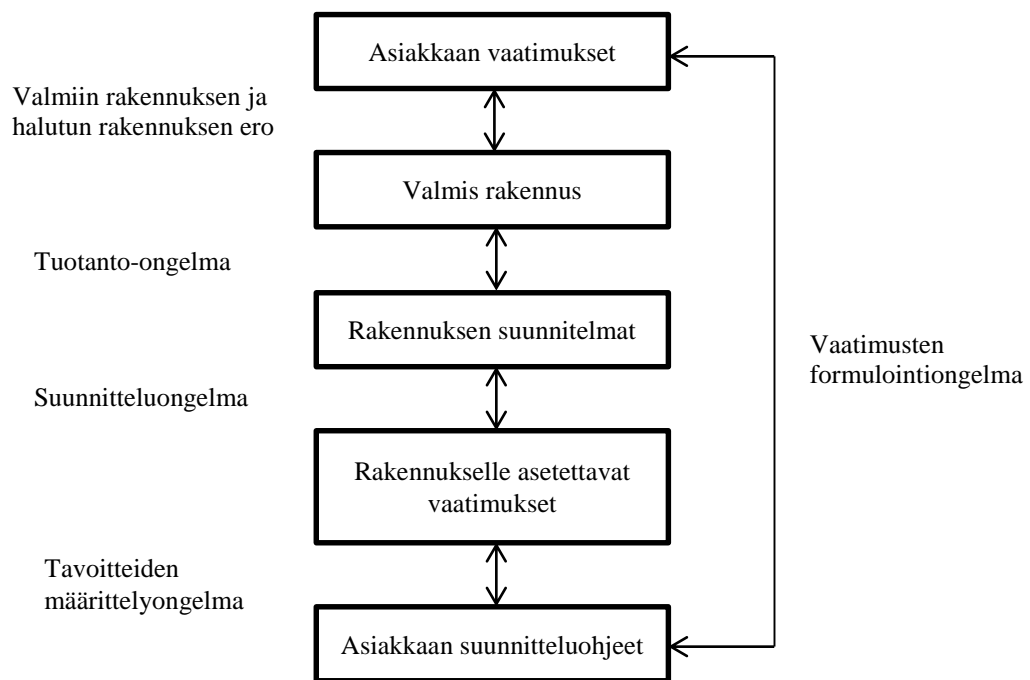 Asiakkaan vaatimukset
Valmiin rakennuksen ja
halutun rakennuksen ero
Valmis rakennus
Tuotanto-ongelma
Rakennuksen suunnitelmat
Vaatimusten
formulointiongelma
Suunnitteluongelma
Rakennukselle asetettavat
vaatimukset
Tavoitteiden
määrittelyongelma
Asiakkaan suunnitteluohjeet